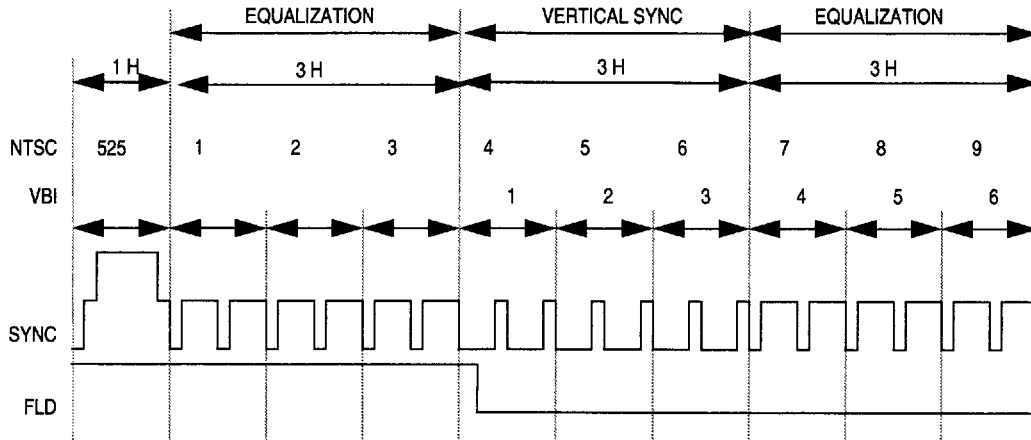 EQUALIZATION VERTICAL SYNC EQUALIZATION
1 H 3 H 3 H 3 H
NTSC 525 1 2 3 4 5 6 7 8 9
VBI 1 2 3 4 5 6
SYNC
FLD